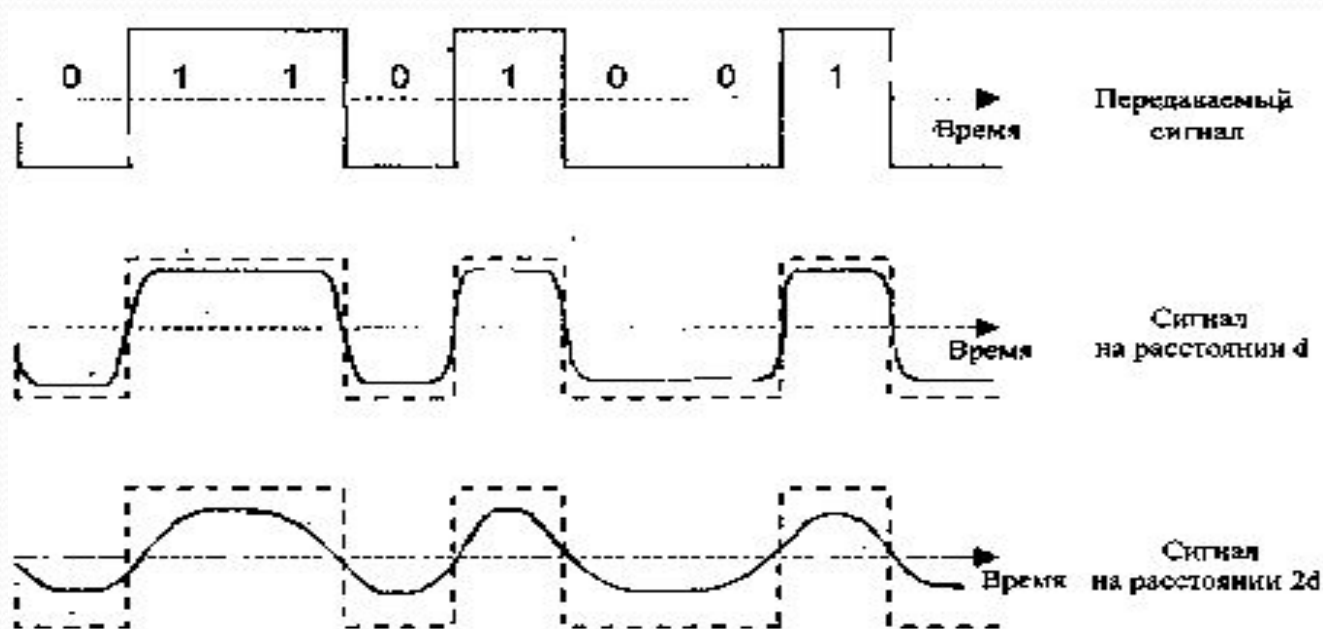 0 1 1 0 1 0 0 1
Время
Передаваемый
сигнал
Время
Сигнал
на расстоянии d
Время
Сигнал
на расстоянии 2d